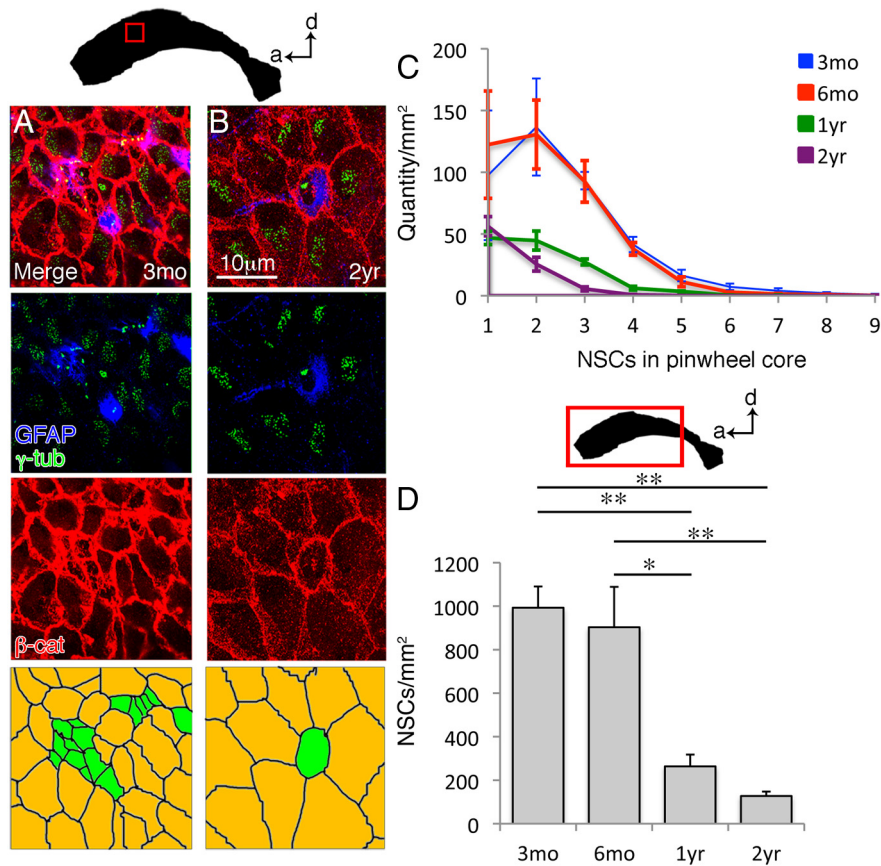 d
a
A
Merge
3mo
B
10μm
2yr
GFAP
γ-tub
β-cat
C
Quantity/mm²
200
150
100
50
0
1 2 3 4 5 6 7 8 9
NSCs in pinwheel core
3mo
6mo
1yr
2yr
d
a
D
**
**
**
*
NSCs/mm²
1200
1000
800
600
400
200
0
3mo 6mo 1yr 2yr